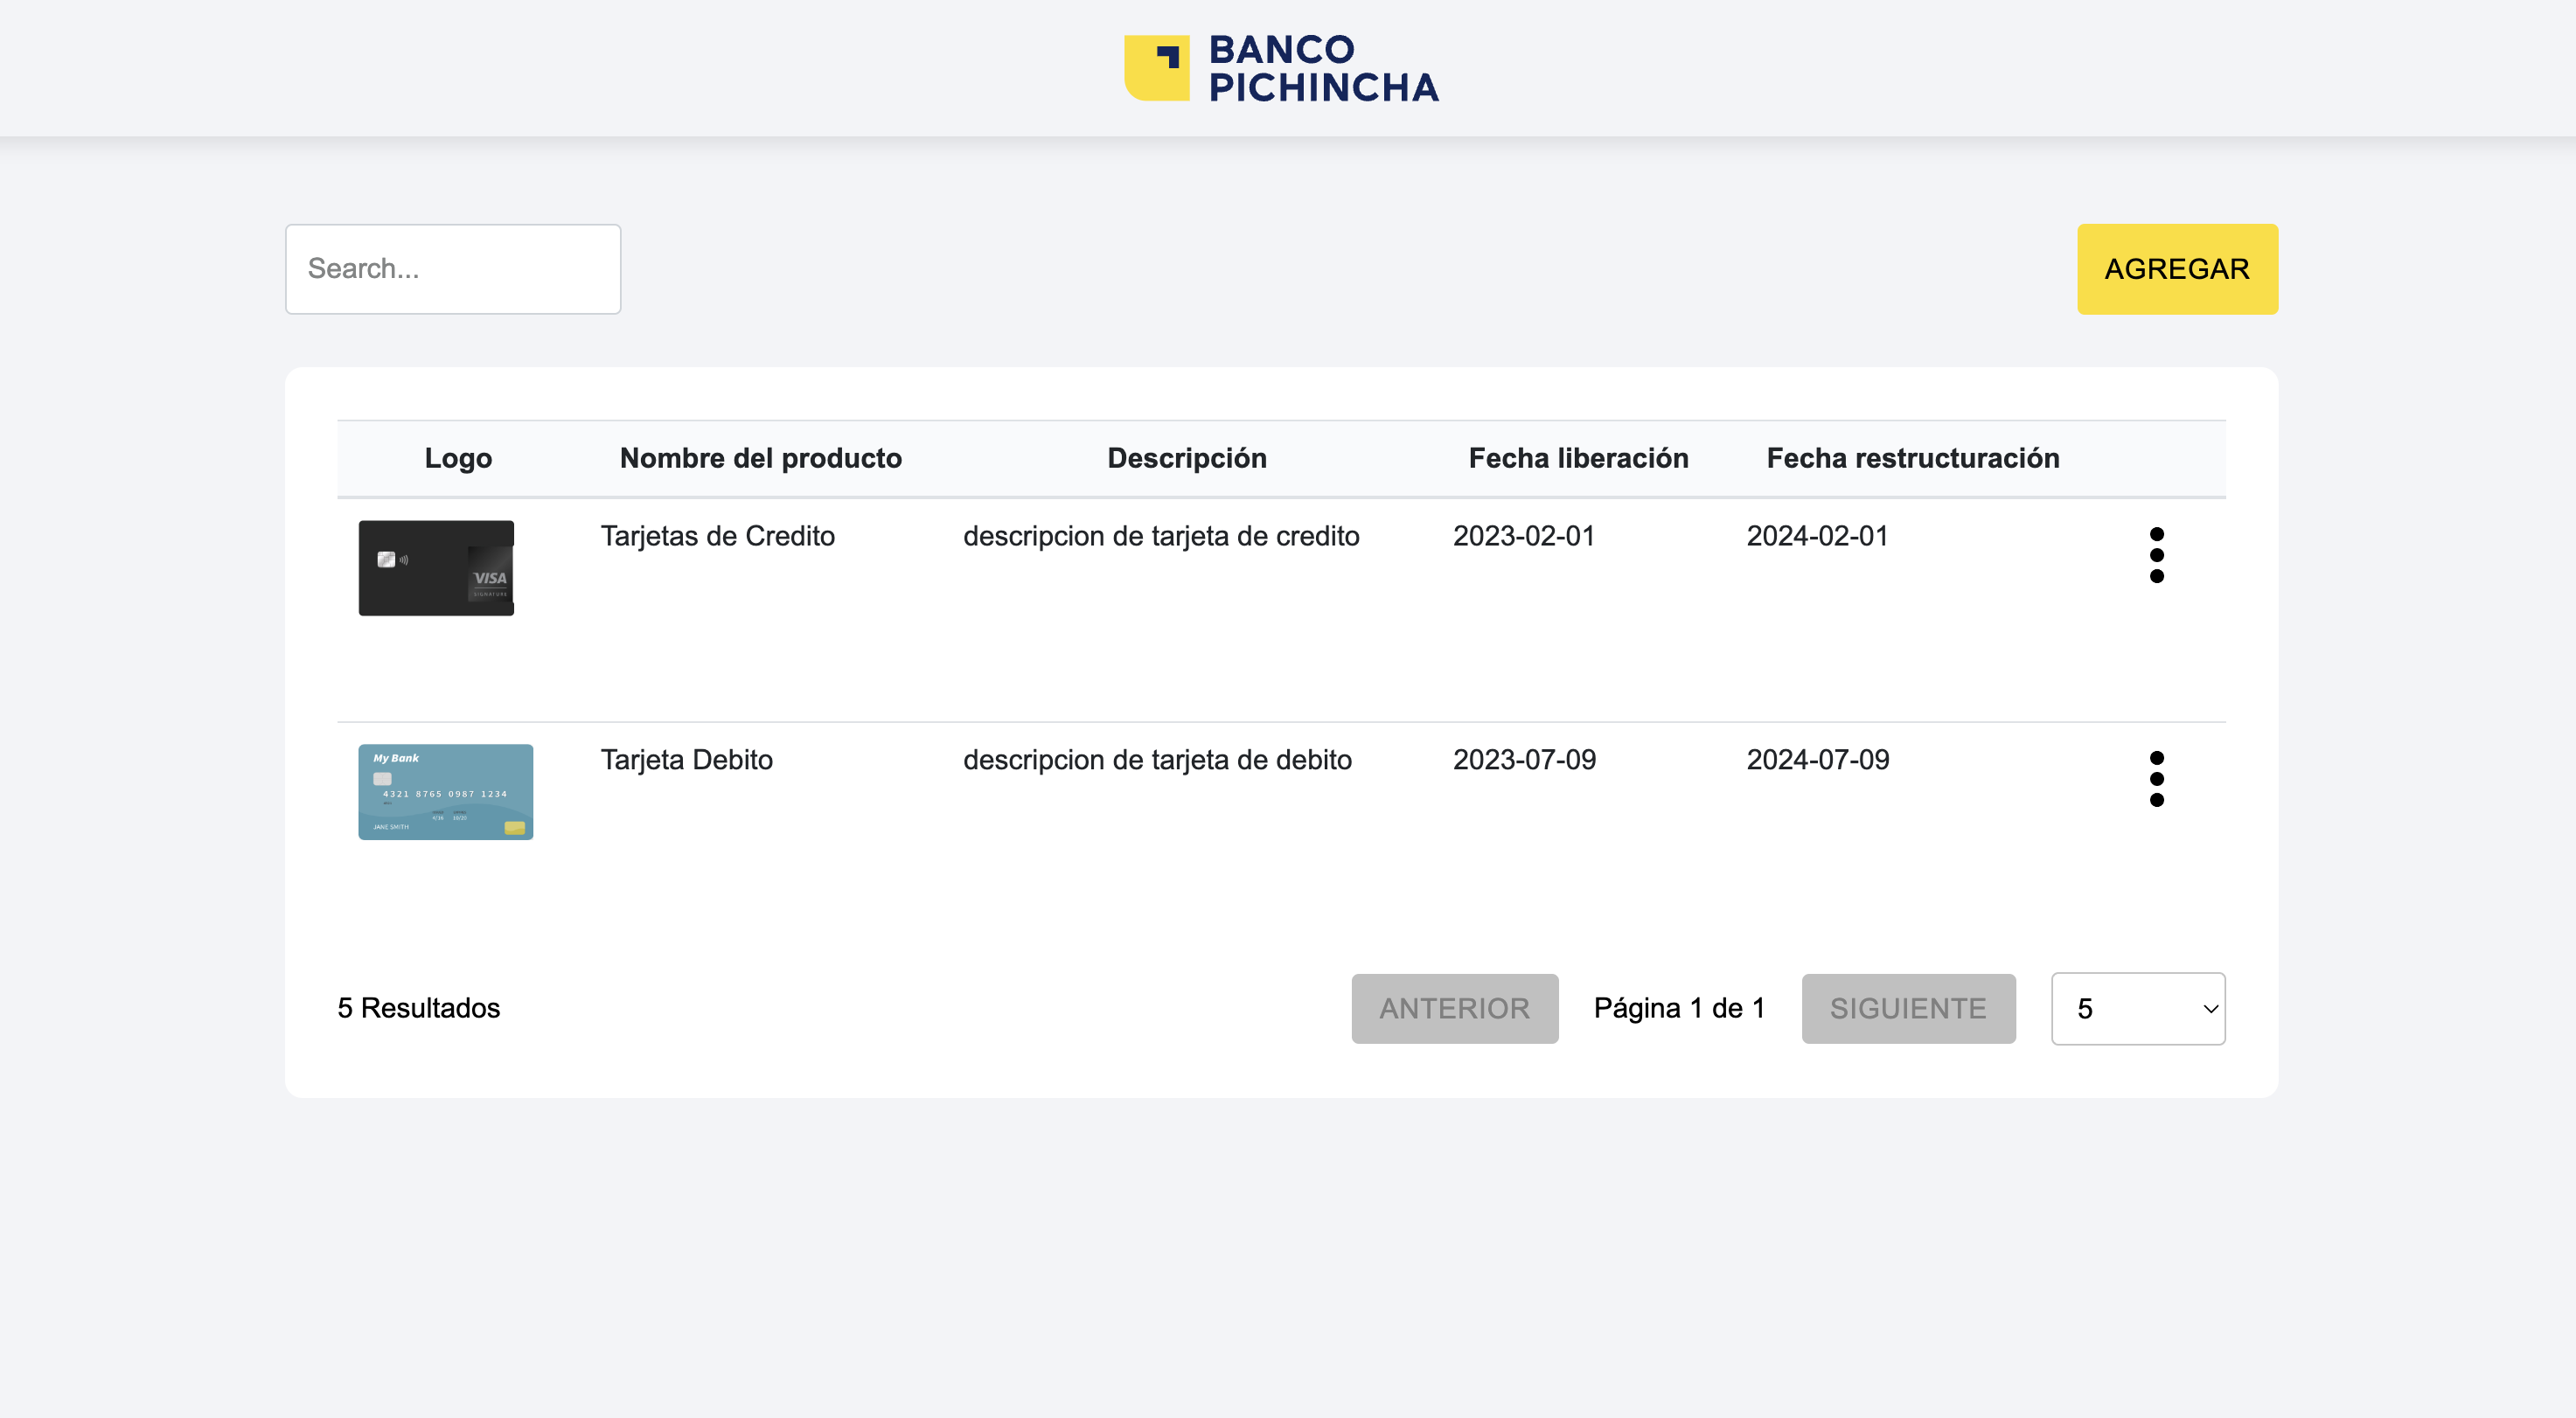 BANCO
PICHINCHA
Search...
AGREGAR
Logo Nombre del producto Descripción Fecha liberación Fecha restructuración
VISA
SIGNATURE
Tarjetas de Credito descripcion de tarjeta de credito 2023-02-01 2024-02-01
My Bank
4321 8765 0987 1234
JANE SMITH
Tarjeta Debito descripcion de tarjeta de debito 2023-07-09 2024-07-09
5 Resultados ANTERIOR Página 1 de 1 SIGUIENTE 5